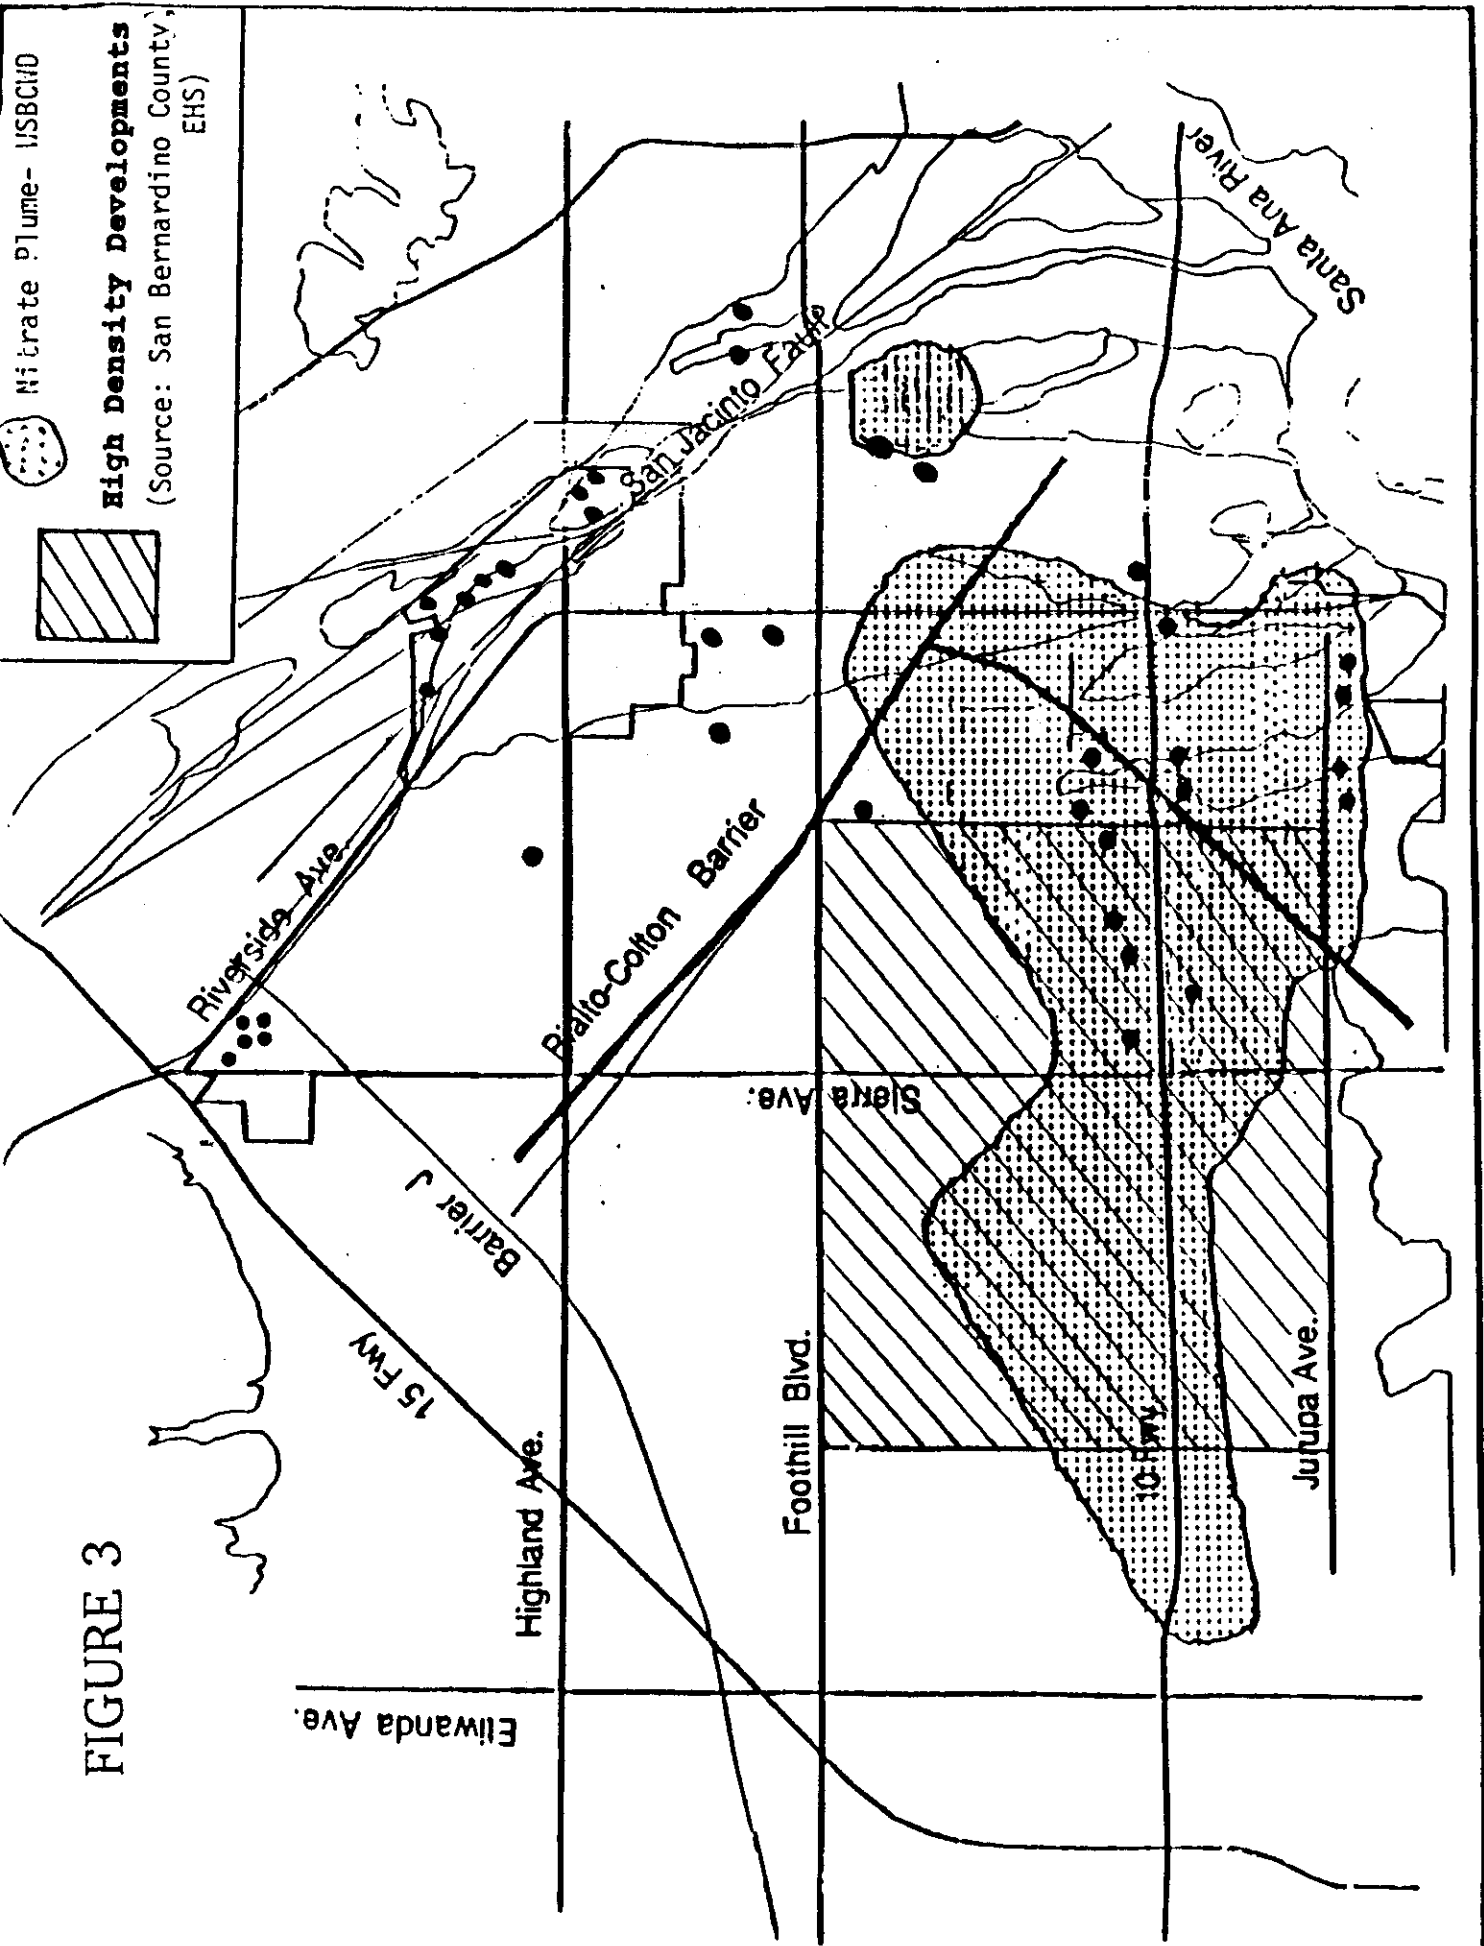 FIGURE 3
Nitrate Plume- WSBCWD
High Density Developments
(Source: San Bernardino County,
EHS)
Riverside Ave.
15 Fwy
Barrier J
Rialto-Colton Barrier
San Jacinto Fault
Highland Ave.
Etiwanda Ave.
Sierra Ave.
Foothill Blvd.
10 Fwy
Jurupa Ave.
Santa Ana River